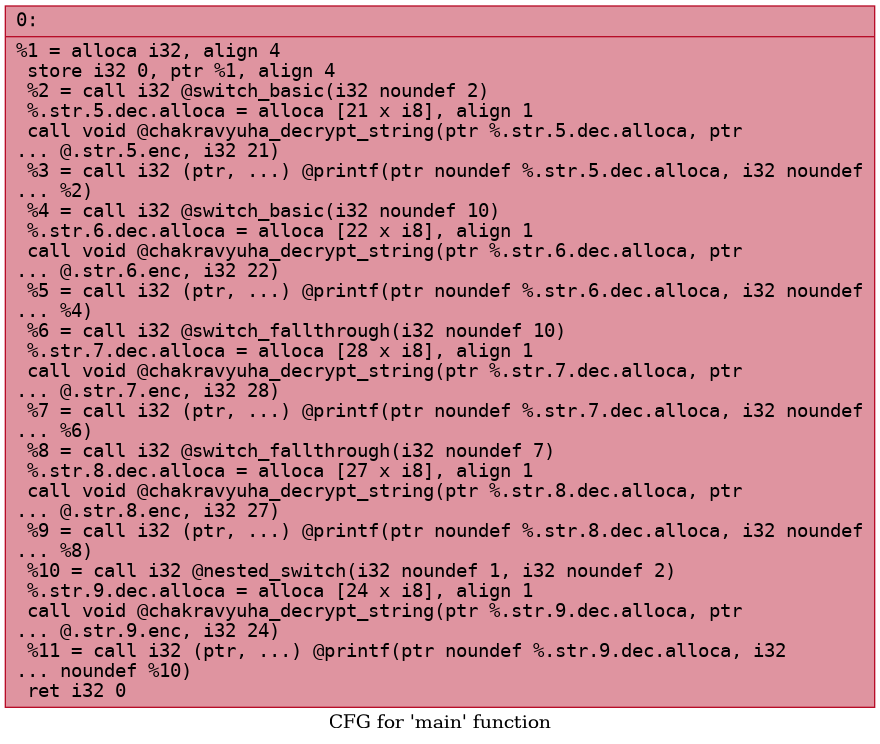 0:
%1 = alloca i32, align 4
store i32 0, ptr %1, align 4
%2 = call i32 @switch_basic(i32 noundef 2)
%.str.5.dec.alloca = alloca [21 x i8], align 1
call void @chakravyuha_decrypt_string(ptr %.str.5.dec.alloca, ptr
... @.str.5.enc, i32 21)
%3 = call i32 (ptr, ...) @printf(ptr noundef %.str.5.dec.alloca, i32 noundef
... %2)
%4 = call i32 @switch_basic(i32 noundef 10)
%.str.6.dec.alloca = alloca [22 x i8], align 1
call void @chakravyuha_decrypt_string(ptr %.str.6.dec.alloca, ptr
... @.str.6.enc, i32 22)
%5 = call i32 (ptr, ...) @printf(ptr noundef %.str.6.dec.alloca, i32 noundef
... %4)
%6 = call i32 @switch_fallthrough(i32 noundef 10)
%.str.7.dec.alloca = alloca [28 x i8], align 1
call void @chakravyuha_decrypt_string(ptr %.str.7.dec.alloca, ptr
... @.str.7.enc, i32 28)
%7 = call i32 (ptr, ...) @printf(ptr noundef %.str.7.dec.alloca, i32 noundef
... %6)
%8 = call i32 @switch_fallthrough(i32 noundef 7)
%.str.8.dec.alloca = alloca [27 x i8], align 1
call void @chakravyuha_decrypt_string(ptr %.str.8.dec.alloca, ptr
... @.str.8.enc, i32 27)
%9 = call i32 (ptr, ...) @printf(ptr noundef %.str.8.dec.alloca, i32 noundef
... %8)
%10 = call i32 @nested_switch(i32 noundef 1, i32 noundef 2)
%.str.9.dec.alloca = alloca [24 x i8], align 1
call void @chakravyuha_decrypt_string(ptr %.str.9.dec.alloca, ptr
... @.str.9.enc, i32 24)
%11 = call i32 (ptr, ...) @printf(ptr noundef %.str.9.dec.alloca, i32
... noundef %10)
ret i32 0
CFG for 'main' function